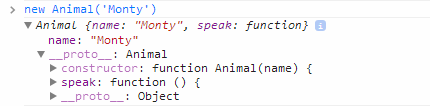 > new Animal('Monty')
▼ Animal {name: "Monty", speak: function} i
name: "Monty"
▼ __proto__: Animal
▶ constructor: function Animal(name) {
▶ speak: function () {
▶ __proto__: Object